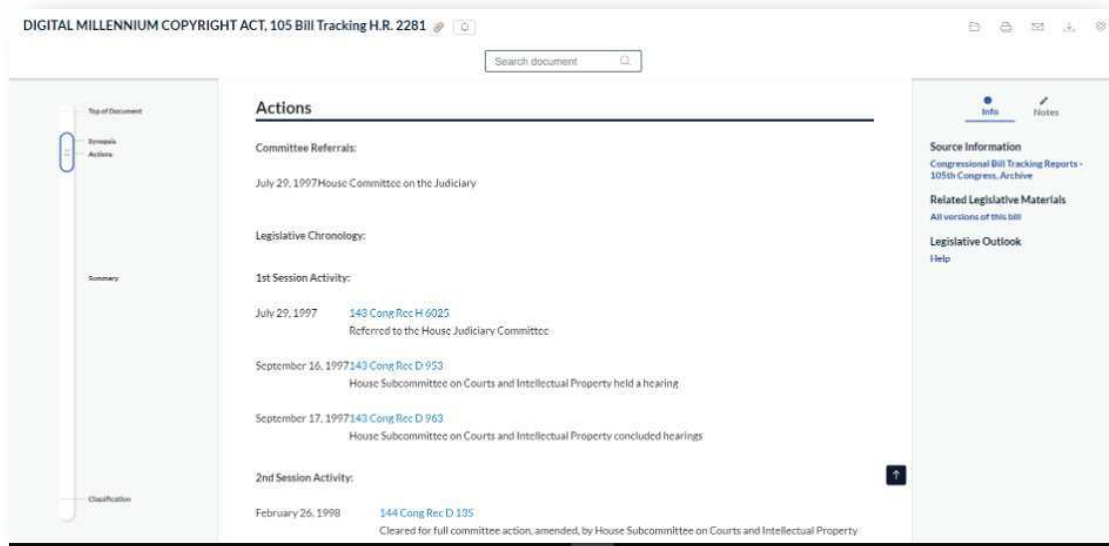 DIGITAL MILLENNIUM COPYRIGHT ACT, 105 Bill Tracking H.R. 2281
Search document
Top of Document
Synopsis
Actions
Summary
Classification
Actions
Committee Referrals:
July 29, 1997House Committee on the Judiciary
Legislative Chronology:
1st Session Activity:
July 29, 1997 143 Cong Rec H 6025
Referred to the House Judiciary Committee
September 16, 1997143 Cong Rec D 953
House Subcommittee on Courts and Intellectual Property held a hearing
September 17, 1997143 Cong Rec D 963
House Subcommittee on Courts and Intellectual Property concluded hearings
2nd Session Activity:
February 26, 1998 144 Cong Rec D 135
Cleared for full committee action, amended, by House Subcommittee on Courts and Intellectual Property
Info Notes
Source Information
Congressional Bill Tracking Reports -
105th Congress, Archive
Related Legislative Materials
All versions of this bill
Legislative Outlook
Help